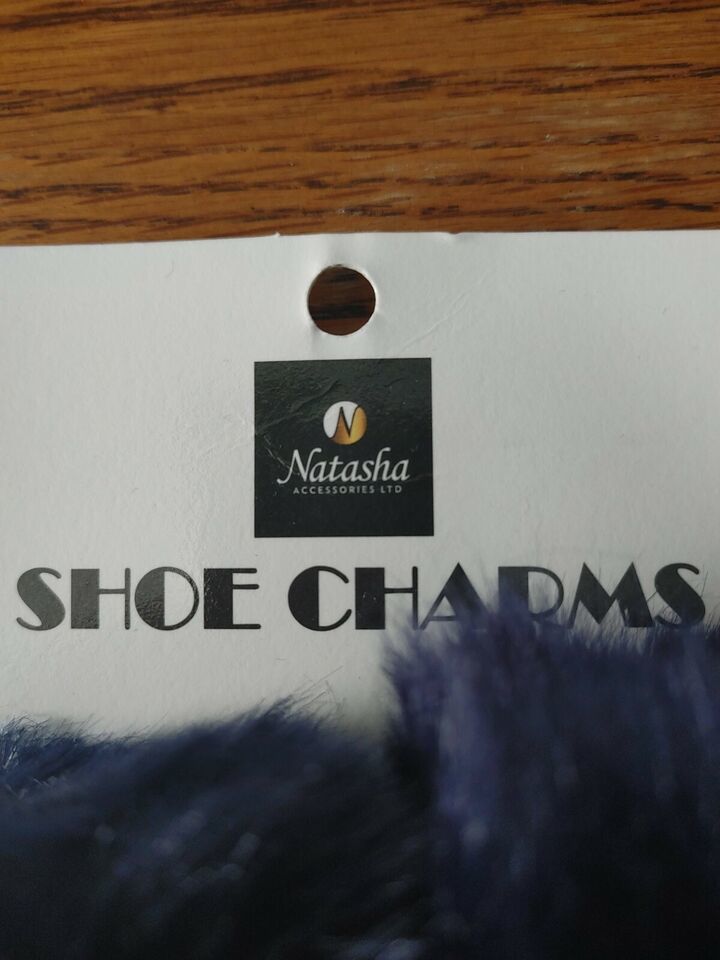 N
Natasha
ACCESSORIES LTD
SHOE CHARMS